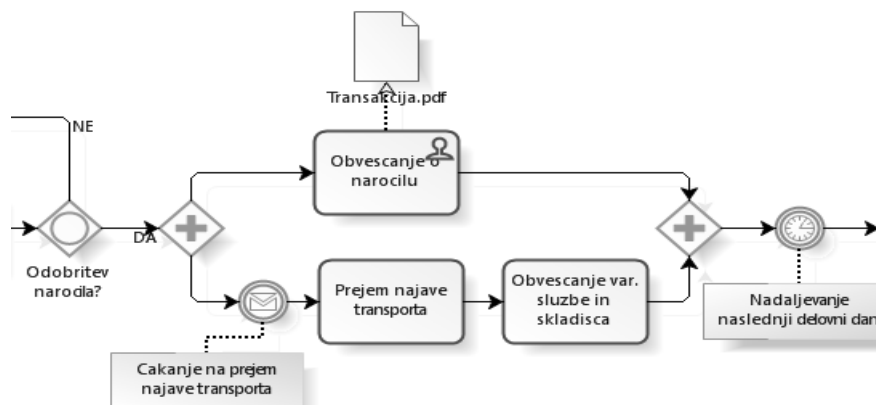 Transakcija.pdf
NE
Obvescanje o
narocilu
DA
Odobritev
narocila?
Prejem najave
transporta
Obvescanje var.
sluzbe in
skladisca
Nadaljevanje
naslednji delovni dan
Cakanje na prejem
najave transporta